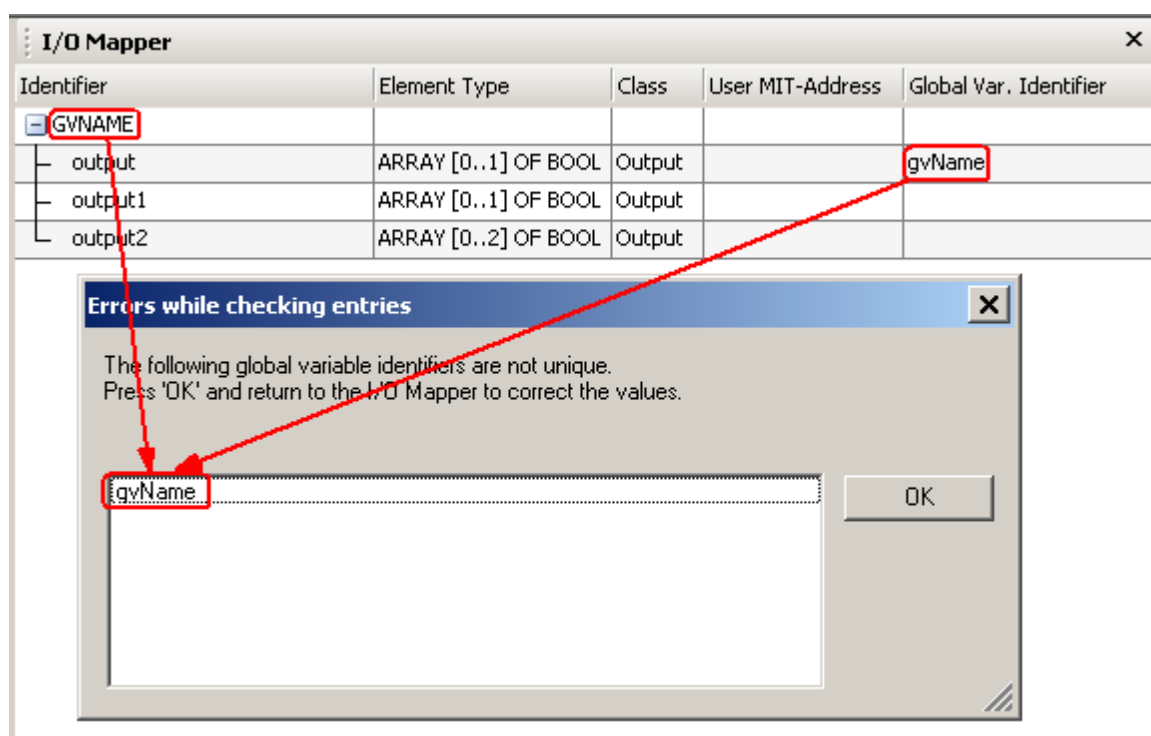 I/O Mapper
Identifier Element Type Class User MIT-Address Global Var. Identifier
GVNAME
output ARRAY [0..1] OF BOOL Output gvName
output1 ARRAY [0..1] OF BOOL Output
output2 ARRAY [0..2] OF BOOL Output
Errors while checking entries
The following global variable identifiers are not unique.
Press 'OK' and return to the I/O Mapper to correct the values.
gvName
OK